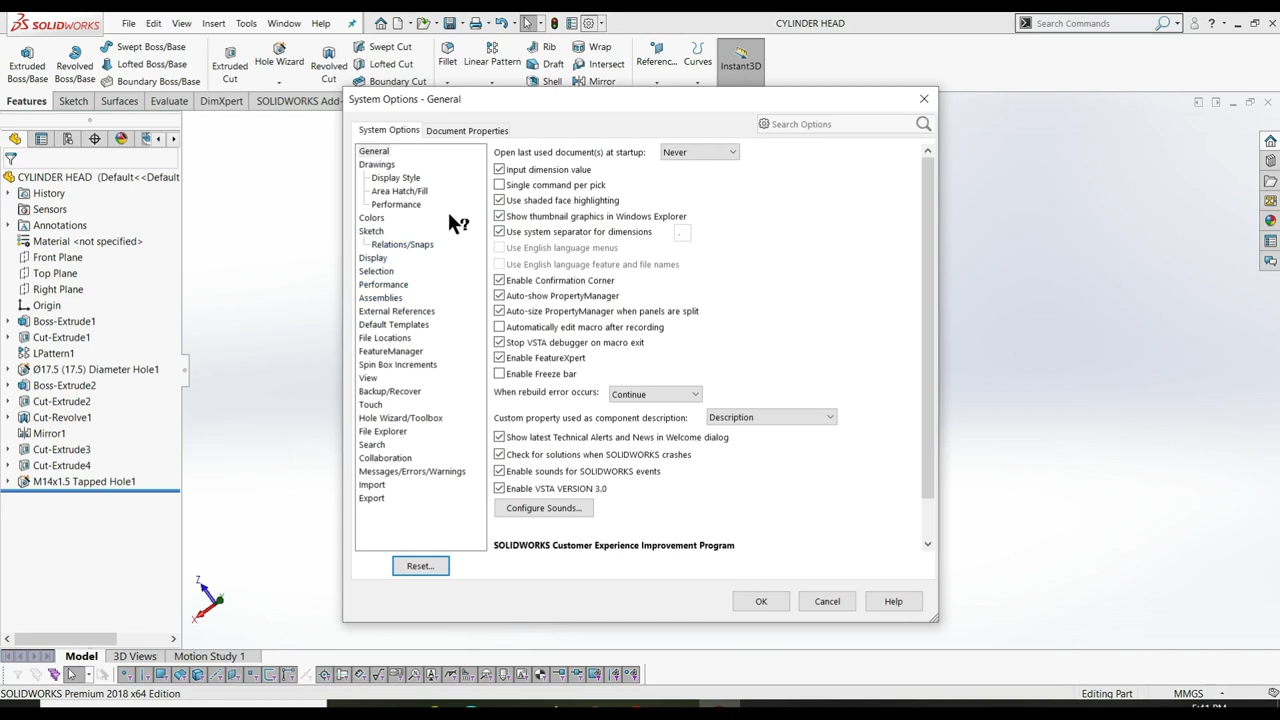 SOLIDWORKS File Edit View Insert Tools Window Help CYLINDER HEAD Search Commands
Extruded Boss/Base
Revolved Boss/Base
Swept Boss/Base
Lofted Boss/Base
Boundary Boss/Base
Extruded Cut
Hole Wizard
Revolved Cut
Swept Cut
Lofted Cut
Boundary Cut
Fillet
Linear Pattern
Rib
Draft
Shell
Wrap
Intersect
Mirror
Referenc...
Curves
Instant3D
Features Sketch Surfaces Evaluate DimXpert SOLIDWORKS Add-
CYLINDER HEAD (Default<<Default
History
Sensors
Annotations
Material <not specified>
Front Plane
Top Plane
Right Plane
Origin
Boss-Extrude1
Cut-Extrude1
LPattern1
Ø17.5 (17.5) Diameter Hole1
Boss-Extrude2
Cut-Extrude2
Cut-Revolve1
Mirror1
Cut-Extrude3
Cut-Extrude4
M14x1.5 Tapped Hole1
Z
X
System Options - General
System Options Document Properties Search Options
General
Drawings
Display Style
Area Hatch/Fill
Performance
Colors
Sketch
Relations/Snaps
Display
Selection
Performance
Assemblies
External References
Default Templates
File Locations
FeatureManager
Spin Box Increments
View
Backup/Recover
Touch
Hole Wizard/Toolbox
File Explorer
Search
Collaboration
Messages/Errors/Warnings
Import
Export
Reset...
Open last used document(s) at startup: Never
Input dimension value
Single command per pick
Use shaded face highlighting
Show thumbnail graphics in Windows Explorer
Use system separator for dimensions .
Use English language menus
Use English language feature and file names
Enable Confirmation Corner
Auto-show PropertyManager
Auto-size PropertyManager when panels are split
Automatically edit macro after recording
Stop VSTA debugger on macro exit
Enable FeatureXpert
Enable Freeze bar
When rebuild error occurs: Continue
Custom property used as component description: Description
Show latest Technical Alerts and News in Welcome dialog
Check for solutions when SOLIDWORKS crashes
Enable sounds for SOLIDWORKS events
Enable VSTA VERSION 3.0
Configure Sounds...
SOLIDWORKS Customer Experience Improvement Program
OK Cancel Help
Model 3D Views Motion Study 1
SOLIDWORKS Premium 2018 x64 Edition Editing Part MMGS